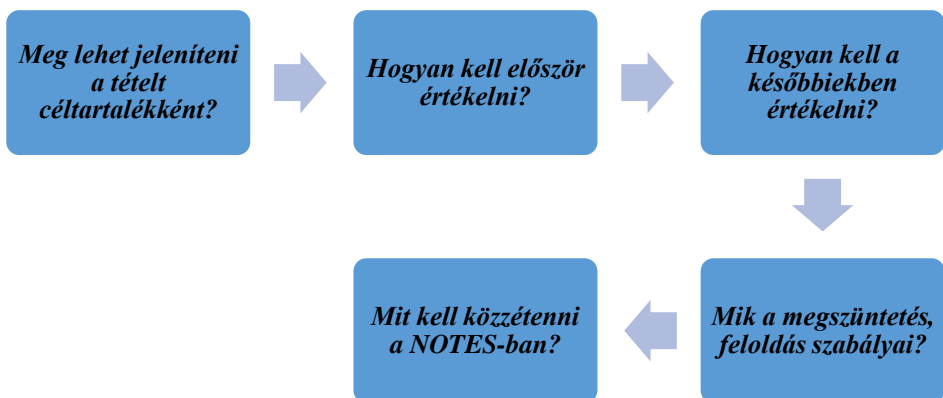 Meg lehet jeleníteni
a tételt
céltartalékként?
Hogyan kell először
értékelni?
Hogyan kell a
későbbiekben
értékelni?
Mik a megszüntetés,
feloldás szabályai?
Mit kell közzétenni
a NOTES-ban?